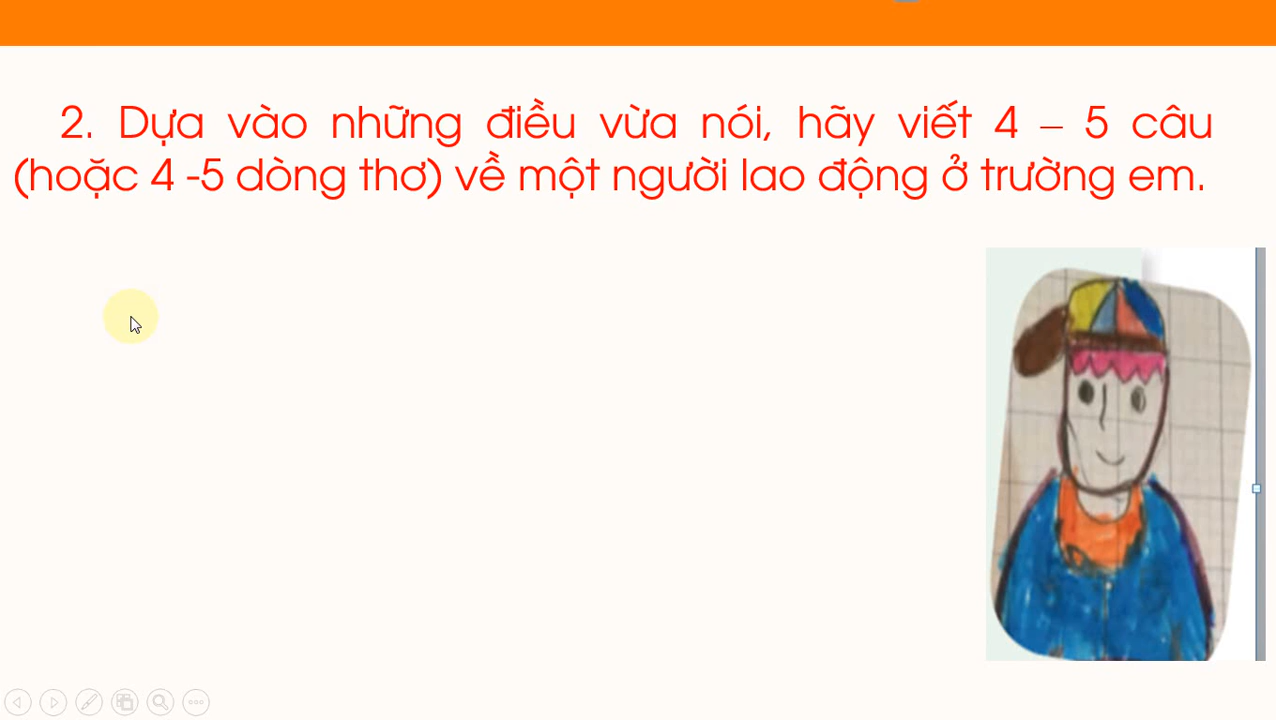 2. Dựa vào những điều vừa nói, hãy viết 4 – 5 câu
(hoặc 4 -5 dòng thơ) về một người lao động ở trường em.